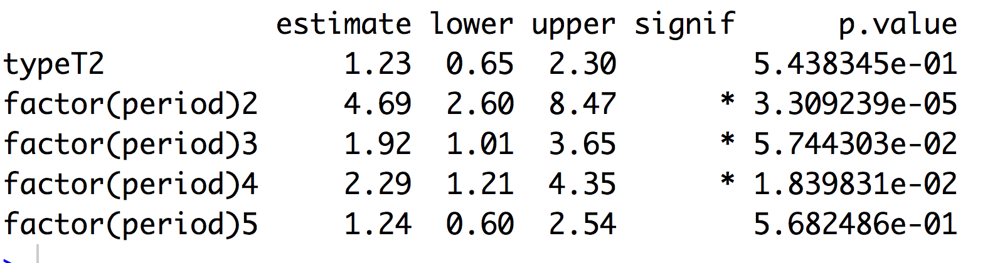 estimate lower upper signif p.value
typeT2 1.23 0.65 2.30 5.438345e-01
factor(period)2 4.69 2.60 8.47 * 3.309239e-05
factor(period)3 1.92 1.01 3.65 * 5.744303e-02
factor(period)4 2.29 1.21 4.35 * 1.839831e-02
factor(period)5 1.24 0.60 2.54 5.682486e-01
>